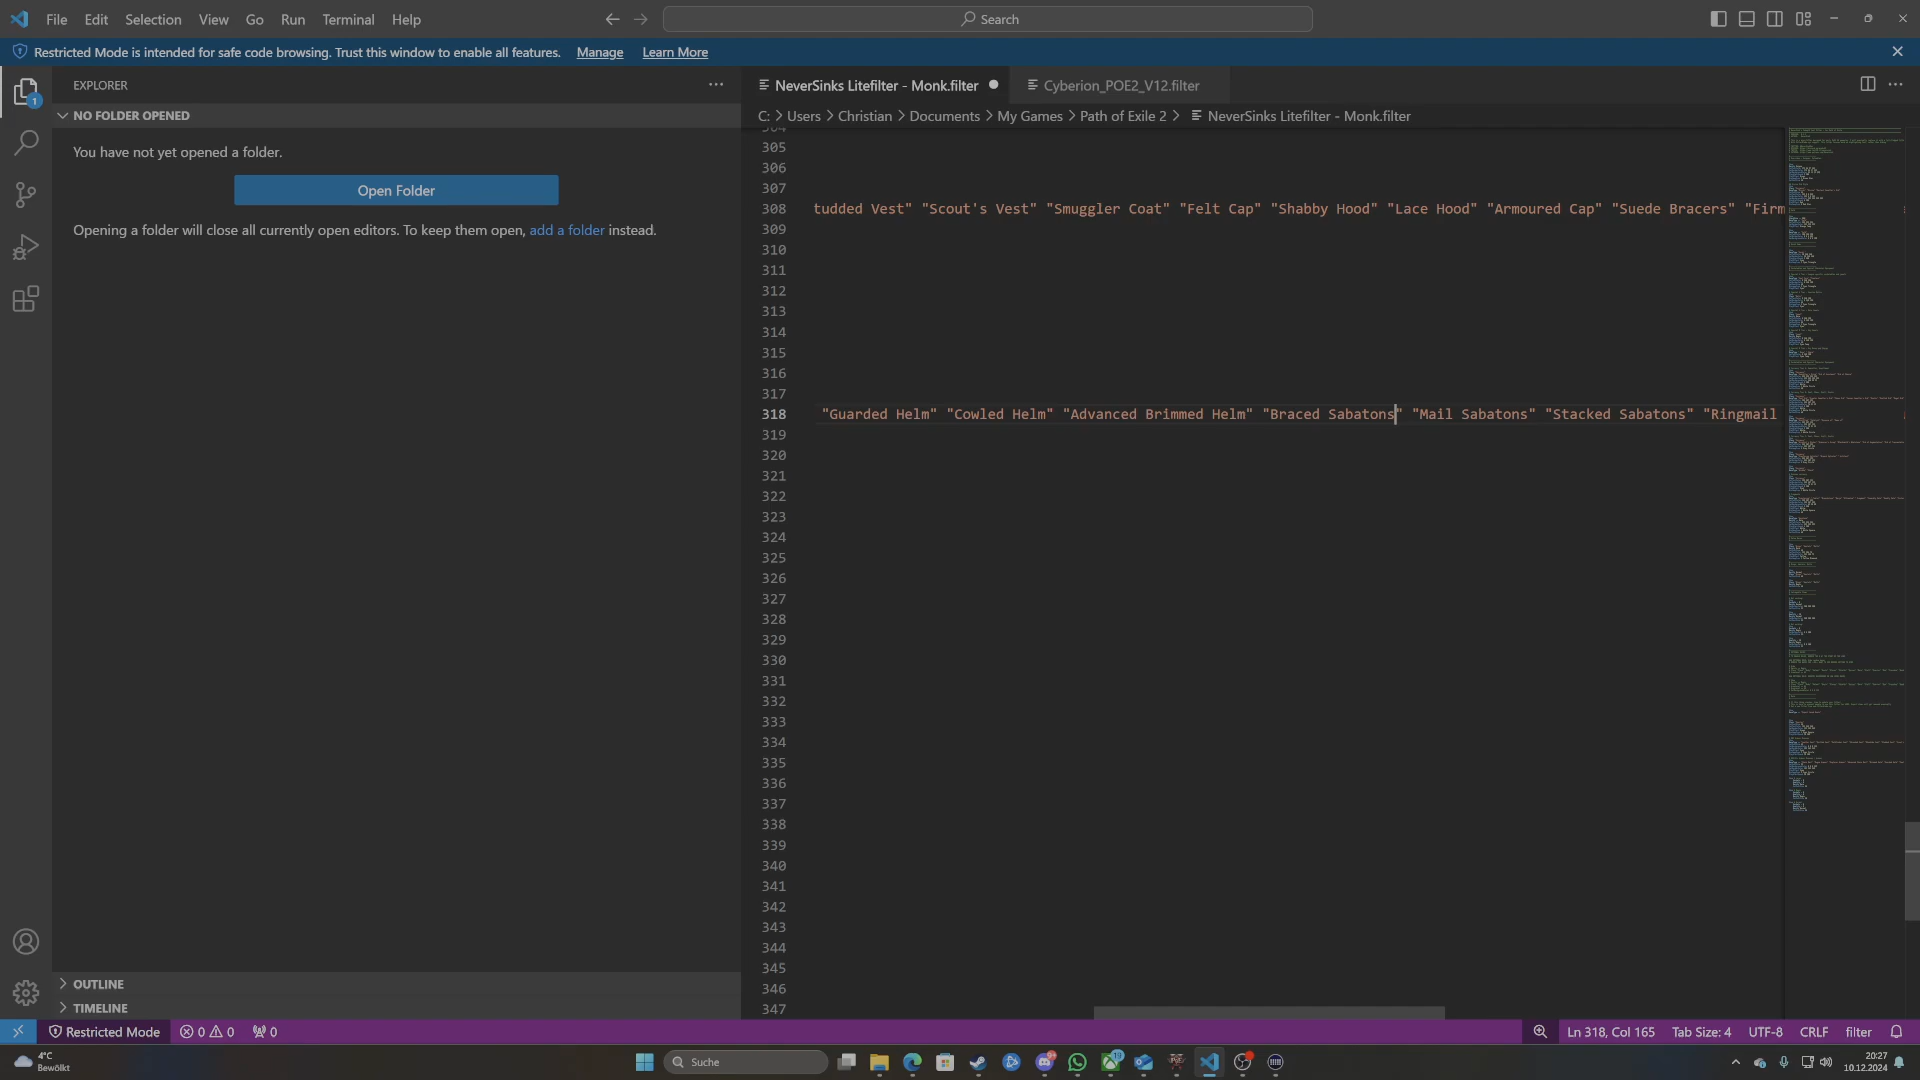 File Edit Selection View Go Run Terminal Help
Search
Restricted Mode is intended for safe code browsing. Trust this window to enable all features. Manage Learn More
EXPLORER
NeverSinks Litefilter - Monk.filter
Cyberion_POE2_V12.filter
NO FOLDER OPENED
C: > Users > Christian > Documents > My Games > Path of Exile 2 > NeverSinks Litefilter - Monk.filter
You have not yet opened a folder.
Open Folder
Opening a folder will close all currently open editors. To keep them open, add a folder instead.
304
305
306
307
308 tudded Vest" "Scout's Vest" "Smuggler Coat" "Felt Cap" "Shabby Hood" "Lace Hood" "Armoured Cap" "Suede Bracers" "Firm
309
310
311
312
313
314
315
316
317
318 "Guarded Helm" "Cowled Helm" "Advanced Brimmed Helm" "Braced Sabatons" "Mail Sabatons" "Stacked Sabatons" "Ringmail
319
320
321
322
323
324
325
326
327
328
329
330
331
332
333
334
335
336
337
338
339
340
341
342
343
344
345
346
347
OUTLINE
TIMELINE
Restricted Mode 0 0 0 Ln 318, Col 165 Tab Size: 4 UTF-8 CRLF filter
4°C
Bewölkt
Suche
20:27
10.12.2024